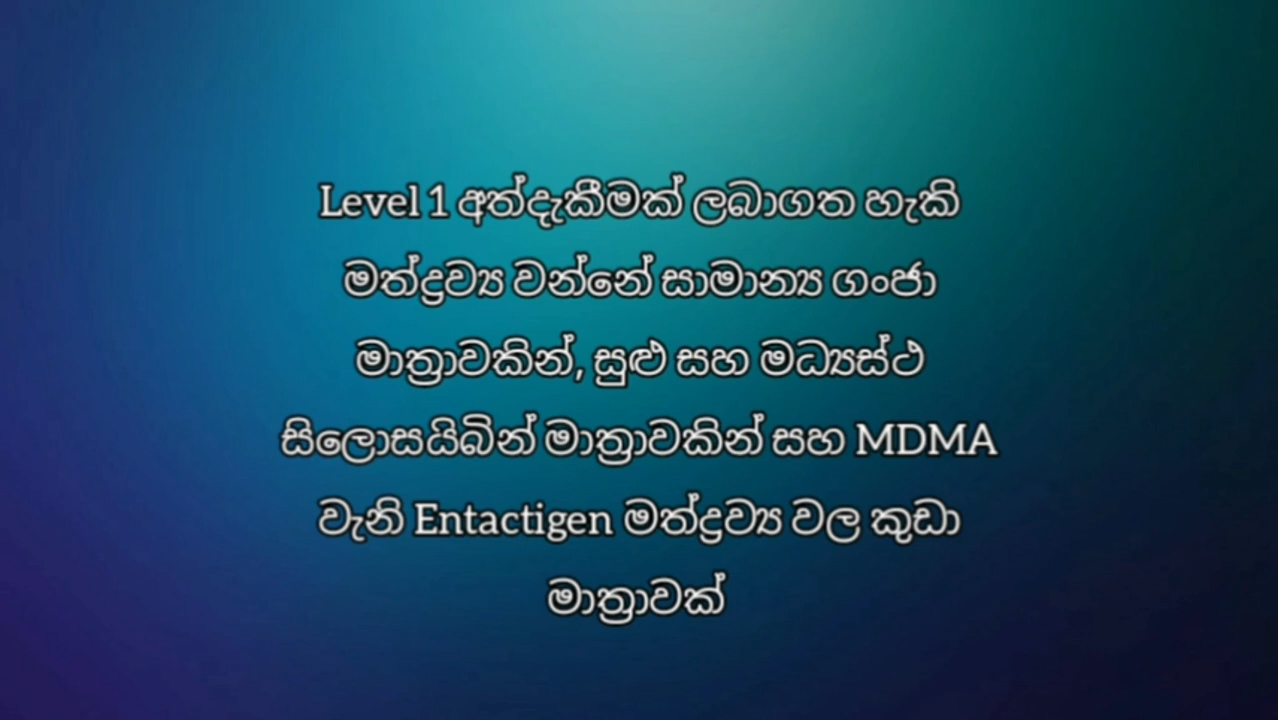 Level 1 අත්දැකීමක් ලබාගත හැකි
මත්ද්‍රව්‍ය වන්නේ සාමාන්‍ය ගංජා
මාත්‍රාවකින්, සුළු සහ මධ්‍යස්ථ
සිලොසයිබින් මාත්‍රාවකින් සහ MDMA
වැනි Entactigen මත්ද්‍රව්‍ය වල කුඩා
මාත්‍රාවක්